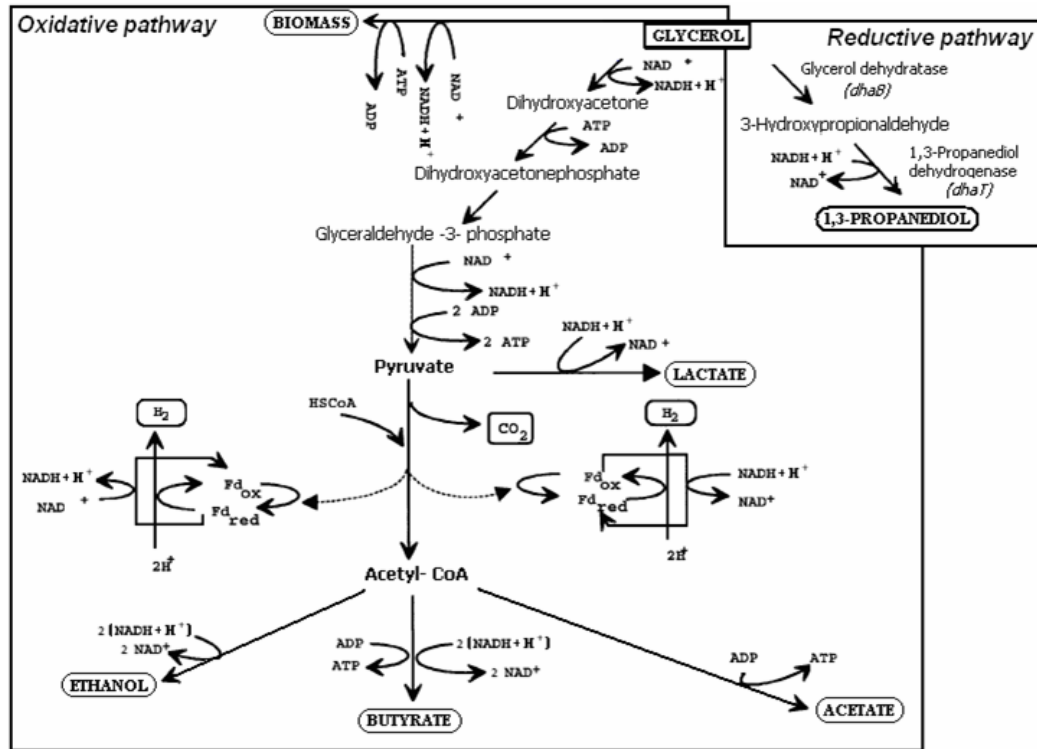 Oxidative pathway
BIOMASS
GLYCEROL
Reductive pathway
ATP
ADP
NAD +
NADH + H+
NAD +
NADH + H+
Dihydroxyacetone
ATP
ADP
Dihydroxyacetonephosphate
Glyceraldehyde -3- phosphate
Glycerol dehydratase
(dhaB)
3-Hydroxypropionaldehyde
NADH + H+
NAD+
1,3-Propanediol
dehydrogenase
(dhaT)
1,3-PROPANEDIOL
NAD +
NADH + H+
2 ADP
2 ATP
Pyruvate
NADH + H+
NAD +
LACTATE
HSCoA
CO2
H2
NADH + H+
NAD +
Fdox
Fdred
2H+
H2
Fdox
Fdred
NADH + H+
NAD+
2H+
Acetyl- CoA
2 (NADH + H+)
2 NAD+
ETHANOL
ADP
ATP
2 (NADH + H+)
2 NAD+
BUTYRATE
ADP
ATP
ACETATE